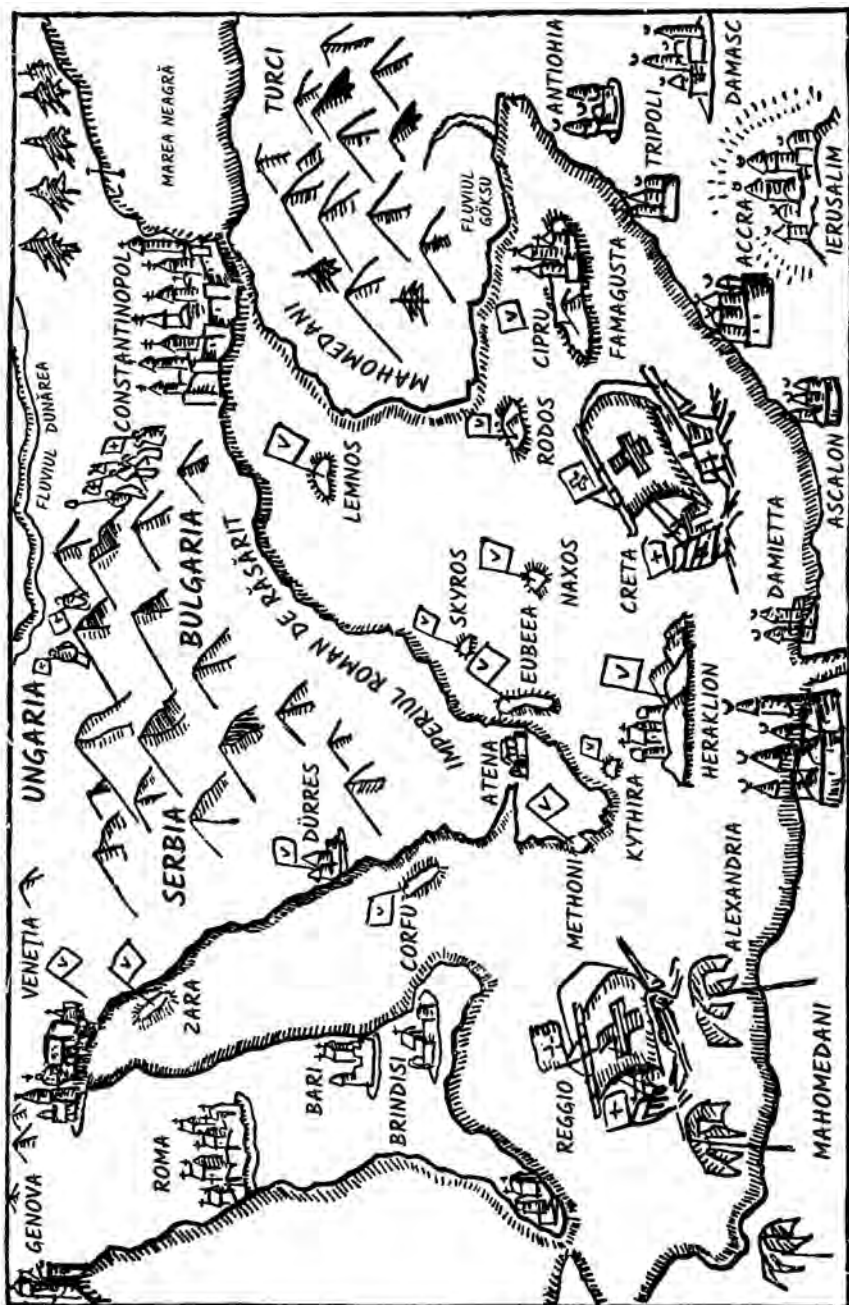 GENOVA
VENEȚIA
V
UNGARIA
FLUVIUL DUNĂREA
MAREA NEAGRĂ
CONSTANTINOPOL
V
ZARA
SERBIA
BULGARIA
ROMA
IMPERIUL ROMAN DE RĂSĂRIT
TURCI
MAHOMEDANI
V
DÜRRES
BARI
V
CORFU
BRINDISI
V
LEMNOS
FLUVIUL GÖKSU
V
SKYROS
V
EUBEEA
ATENA
V
METHONI
V
NAXOS
V
RODOS
V
CIPRU
FAMAGUSTA
ANTIOHIA
REGGIO
V
KYTHIRA
V
HERAKLION
CRETA
TRIPOLI
DAMASC
ALEXANDRIA
DAMIETTA
ACCRA
MAHOMEDANI
ASCALON
IERUSALIM